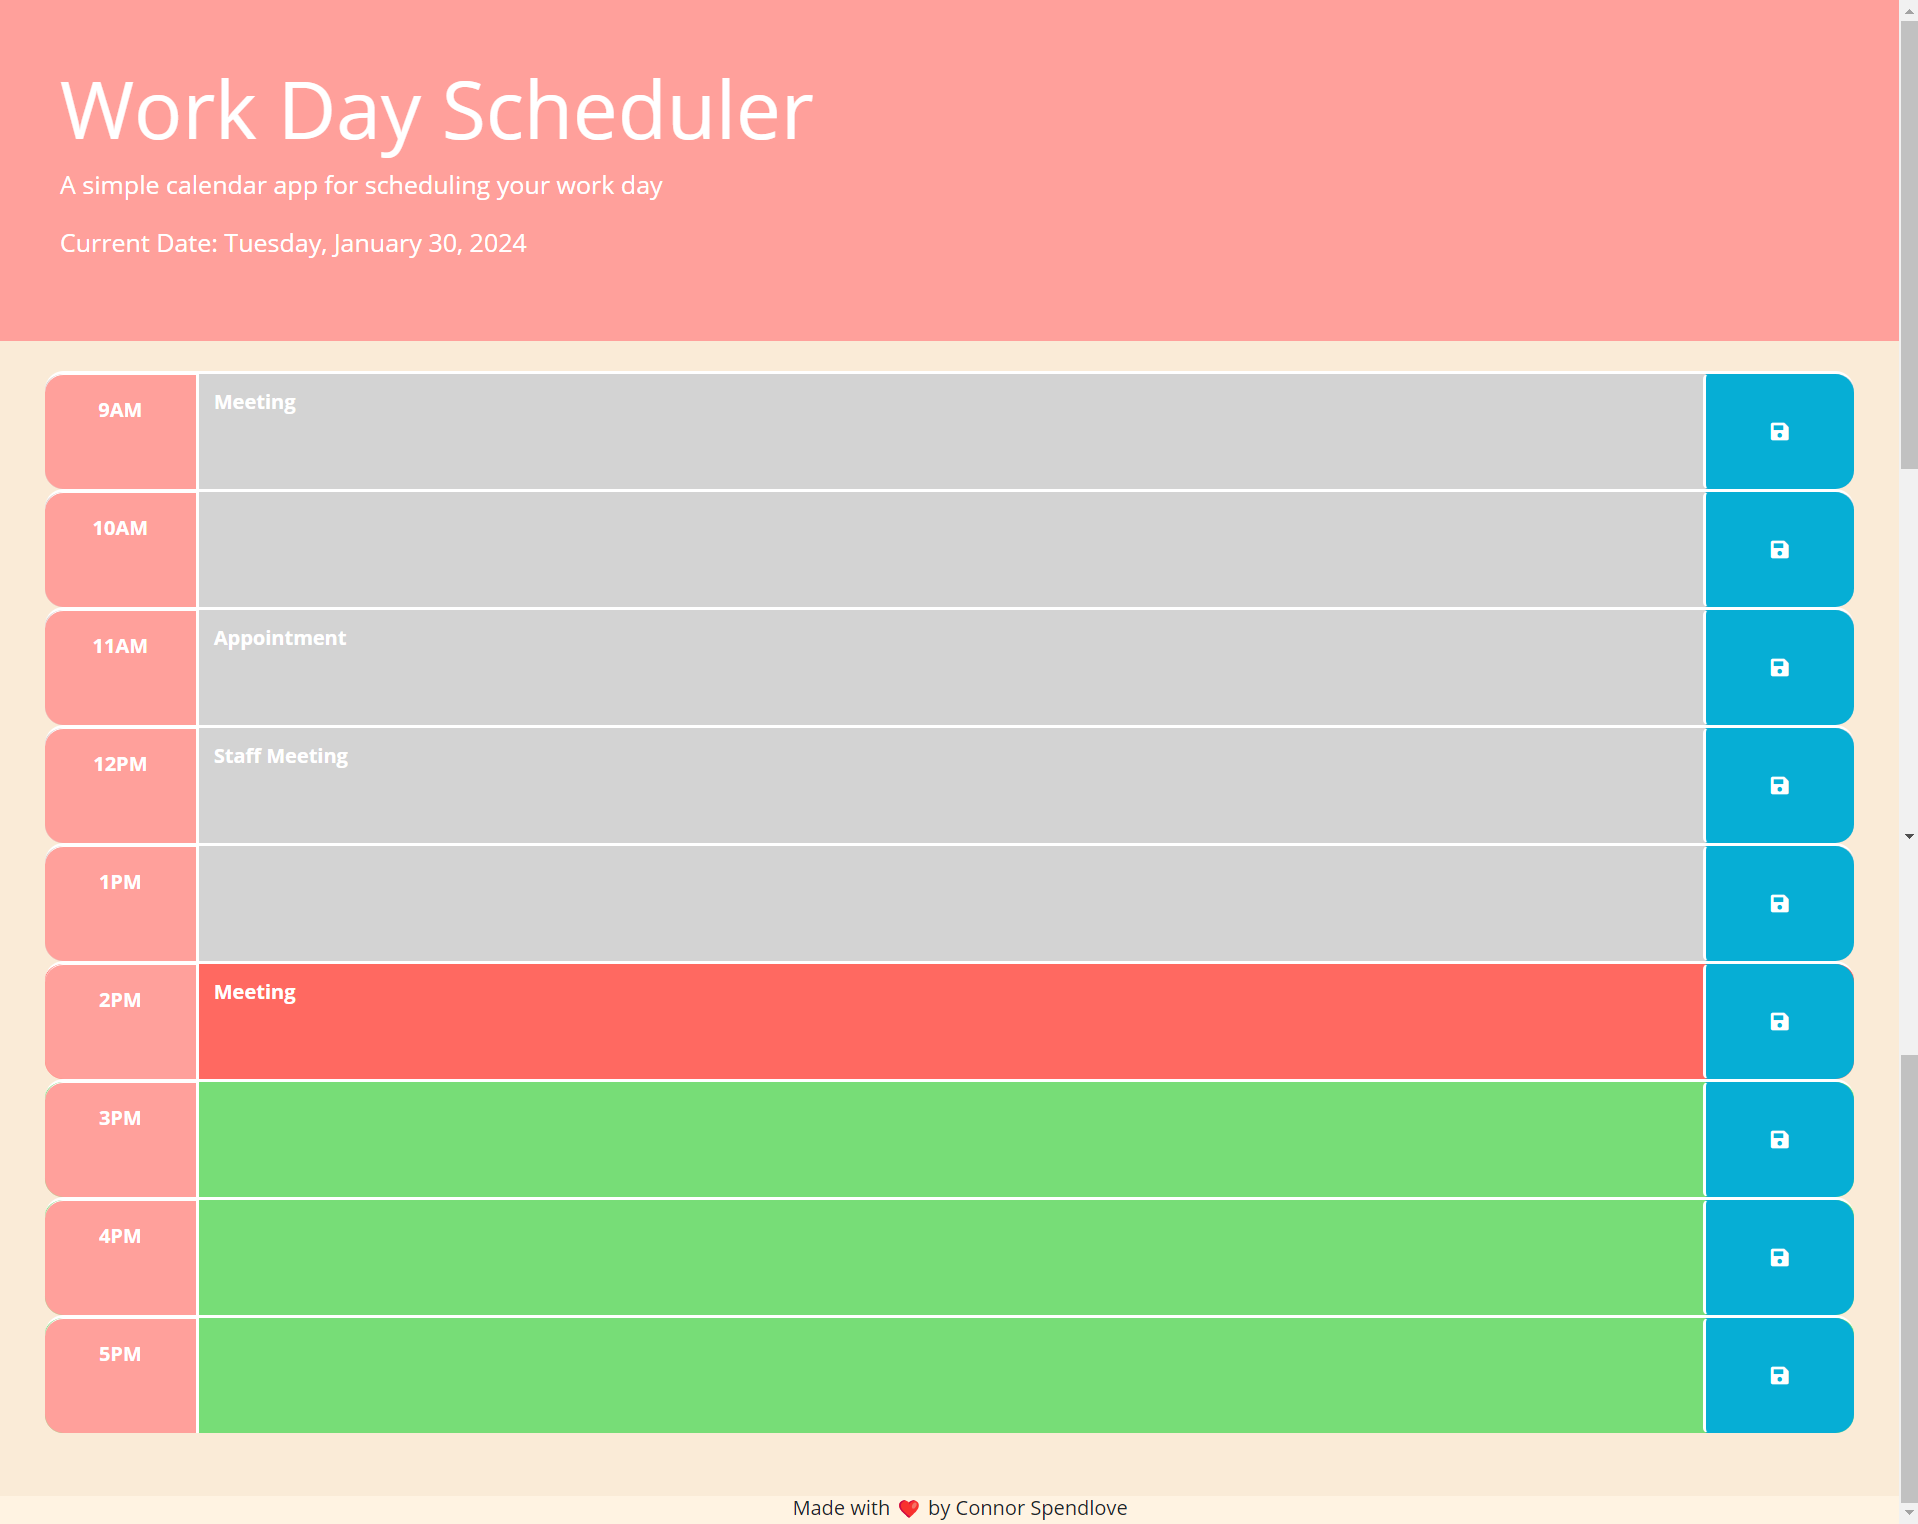 Work Day Scheduler
A simple calendar app for scheduling your work day
Current Date: Tuesday, January 30, 2024
9AM
Meeting
10AM
11AM
Appointment
12PM
Staff Meeting
1PM
2PM
Meeting
3PM
4PM
5PM
Made with ❤️ by Connor Spendlove